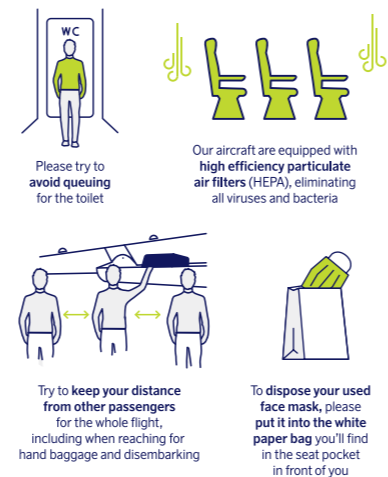 WC
Please try to
avoid queuing
for the toilet
Our aircraft are equipped with
high efficiency particulate
air filters (HEPA), eliminating
all viruses and bacteria
Try to keep your distance
from other passengers
for the whole flight,
including when reaching for
hand baggage and disembarking
To dispose your used
face mask, please
put it into the white
paper bag you'll find
in the seat pocket
in front of you